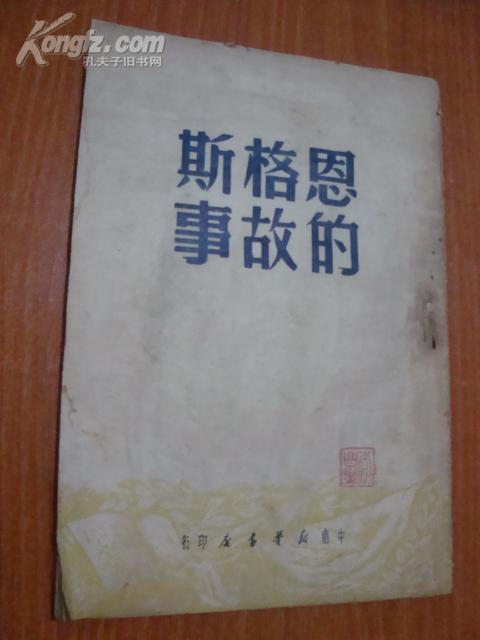 Kongfz.com
孔夫子旧书网
恩格斯
的故事
中南新華書店印行